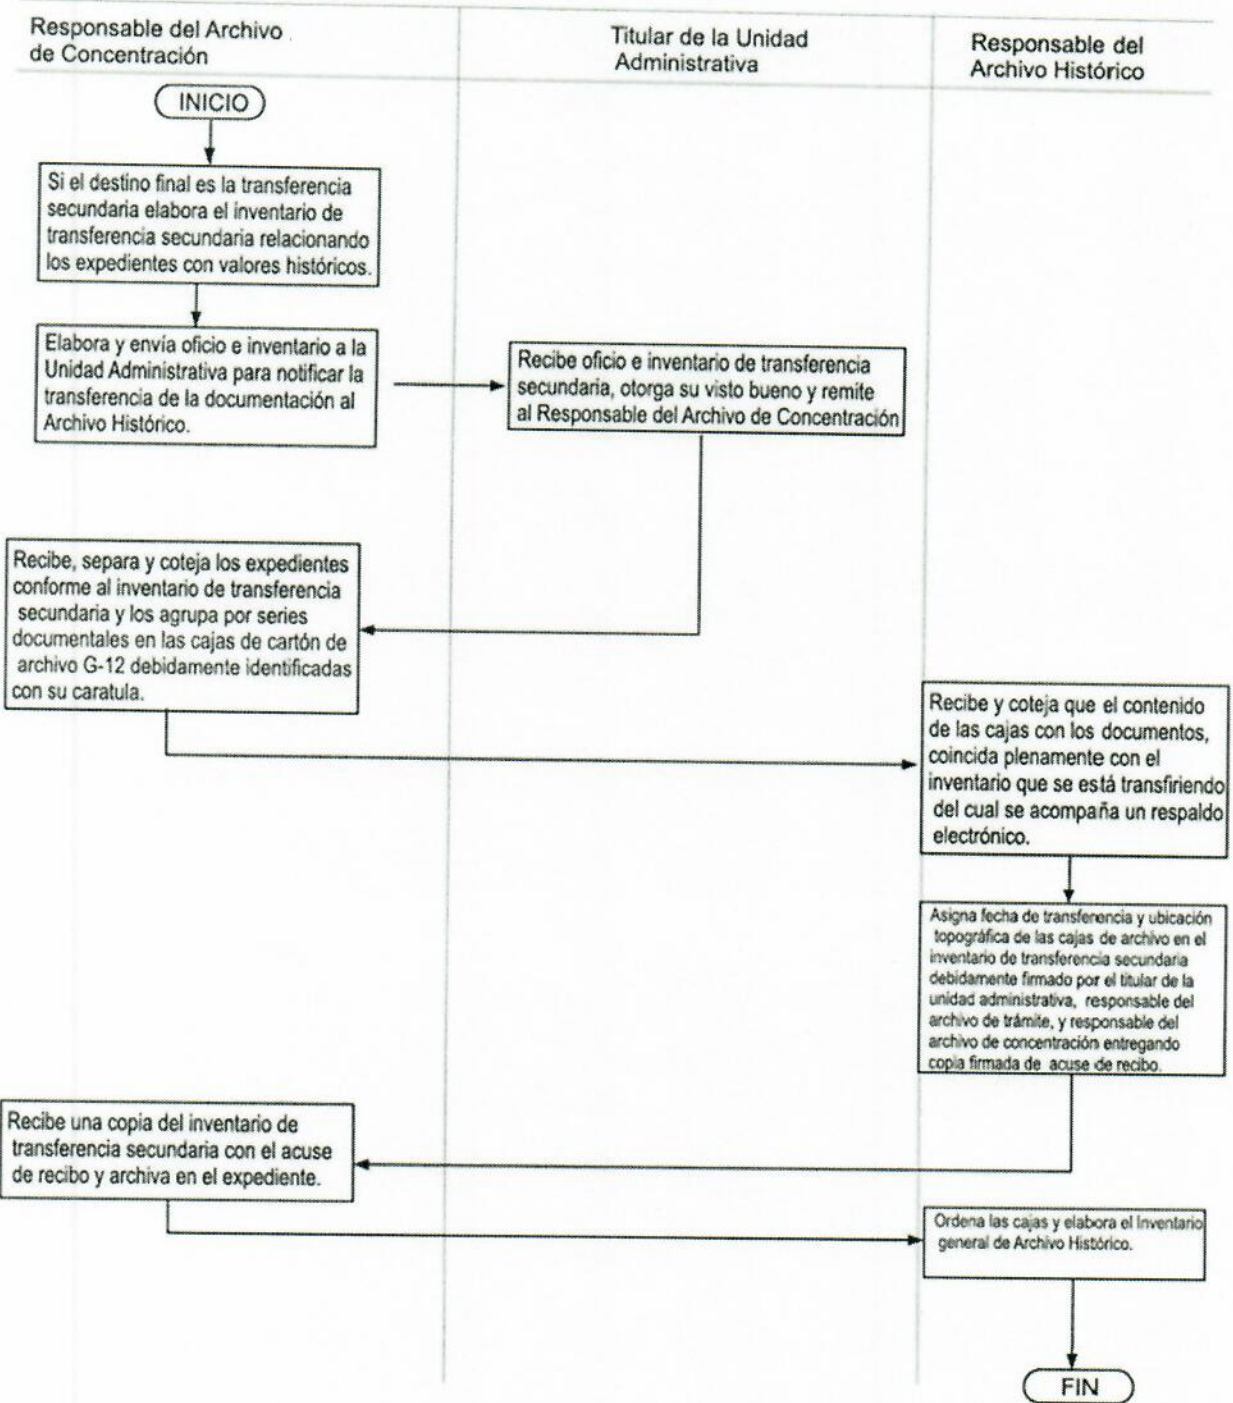 Responsable del Archivo
de Concentración
Titular de la Unidad
Administrativa
Responsable del
Archivo Histórico
INICIO
Si el destino final es la transferencia
secundaria elabora el inventario de
transferencia secundaria relacionando
los expedientes con valores históricos.
Elabora y envía oficio e inventario a la
Unidad Administrativa para notificar la
transferencia de la documentación al
Archivo Histórico.
Recibe oficio e inventario de transferencia
secundaria, otorga su visto bueno y remite
al Responsable del Archivo de Concentración
Recibe, separa y coteja los expedientes
conforme al inventario de transferencia
secundaria y los agrupa por series
documentales en las cajas de cartón de
archivo G-12 debidamente identificadas
con su caratula.
Recibe y coteja que el contenido
de las cajas con los documentos,
coincida plenamente con el
inventario que se está transfiriendo
del cual se acompaña un respaldo
electrónico.
Asigna fecha de transferencia y ubicación
topográfica de las cajas de archivo en el
inventario de transferencia secundaria
debidamente firmado por el titular de la
unidad administrativa, responsable del
archivo de trámite, y responsable del
archivo de concentración entregando
copia firmada de acuse de recibo.
Recibe una copia del inventario de
transferencia secundaria con el acuse
de recibo y archiva en el expediente.
Ordena las cajas y elabora el Inventario
general de Archivo Histórico.
FIN